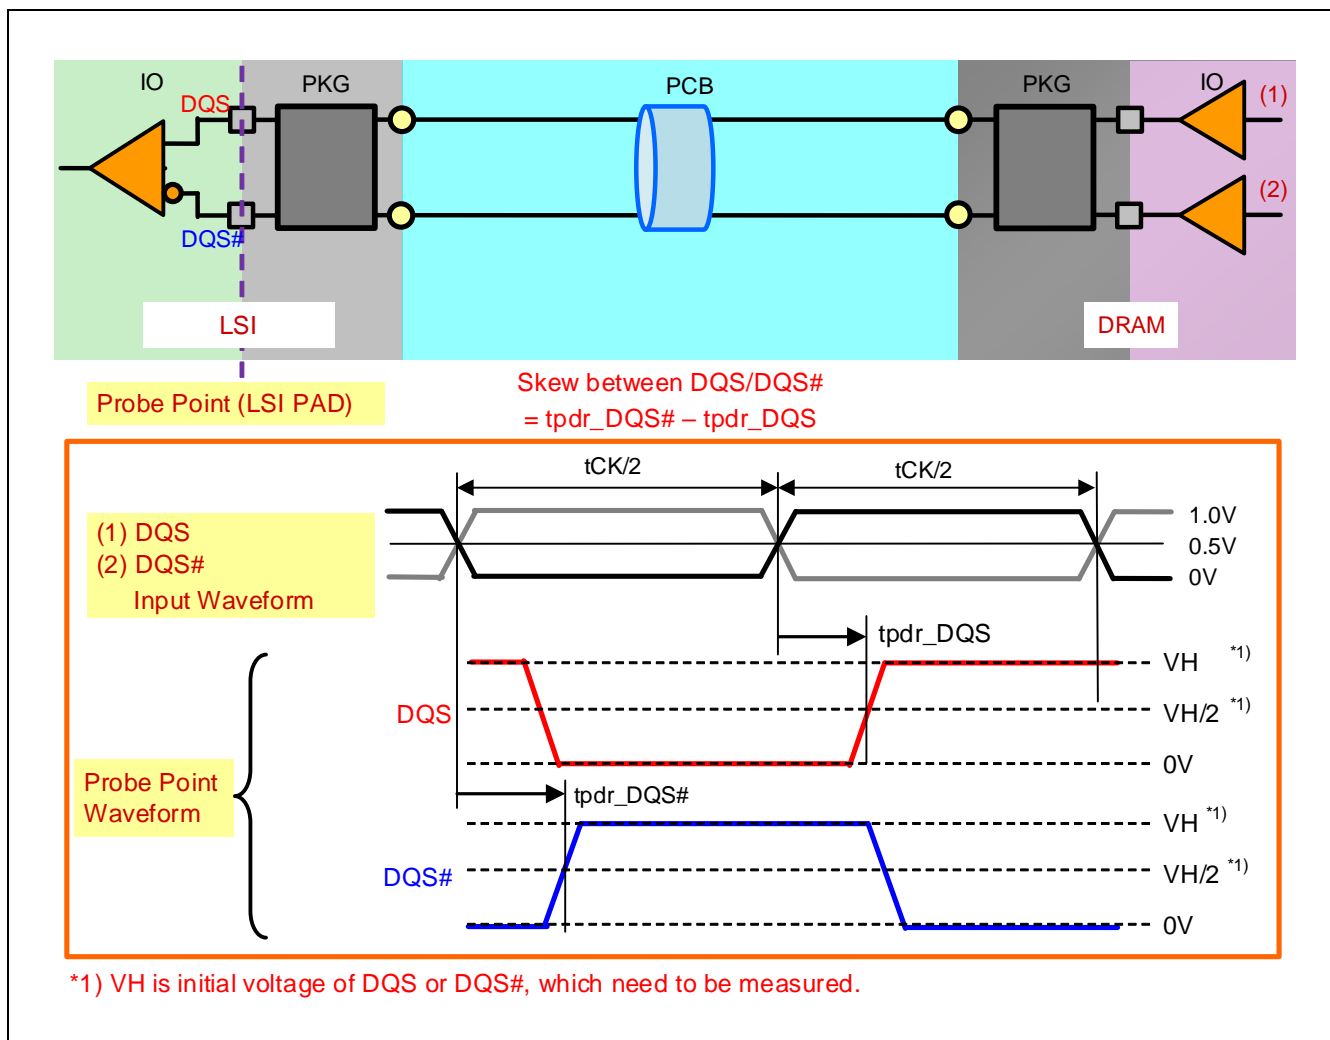 IO
PKG
PCB
PKG
IO
DQS
(1)
(2)
DQS#
LSI
DRAM
Probe Point (LSI PAD)
Skew between DQS/DQS#
= tpdr_DQS# – tpdr_DQS
tCK/2
tCK/2
(1) DQS
(2) DQS#
Input Waveform
1.0V
0.5V
0V
tpdr_DQS
VH *1)
DQS
VH/2 *1)
0V
Probe Point
Waveform
tpdr_DQS#
VH *1)
DQS#
VH/2 *1)
0V
*1) VH is initial voltage of DQS or DQS#, which need to be measured.